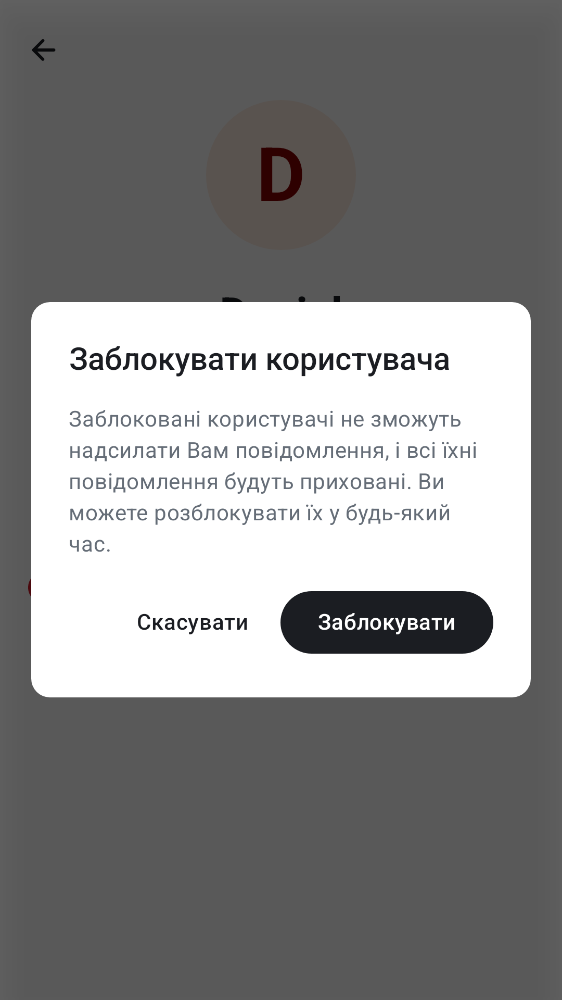 D
Заблокувати користувача
Заблоковані користувачі не зможуть
надсилати Вам повідомлення, і всі їхні
повідомлення будуть приховані. Ви
можете розблокувати їх у будь-який
час.
Скасувати
Заблокувати